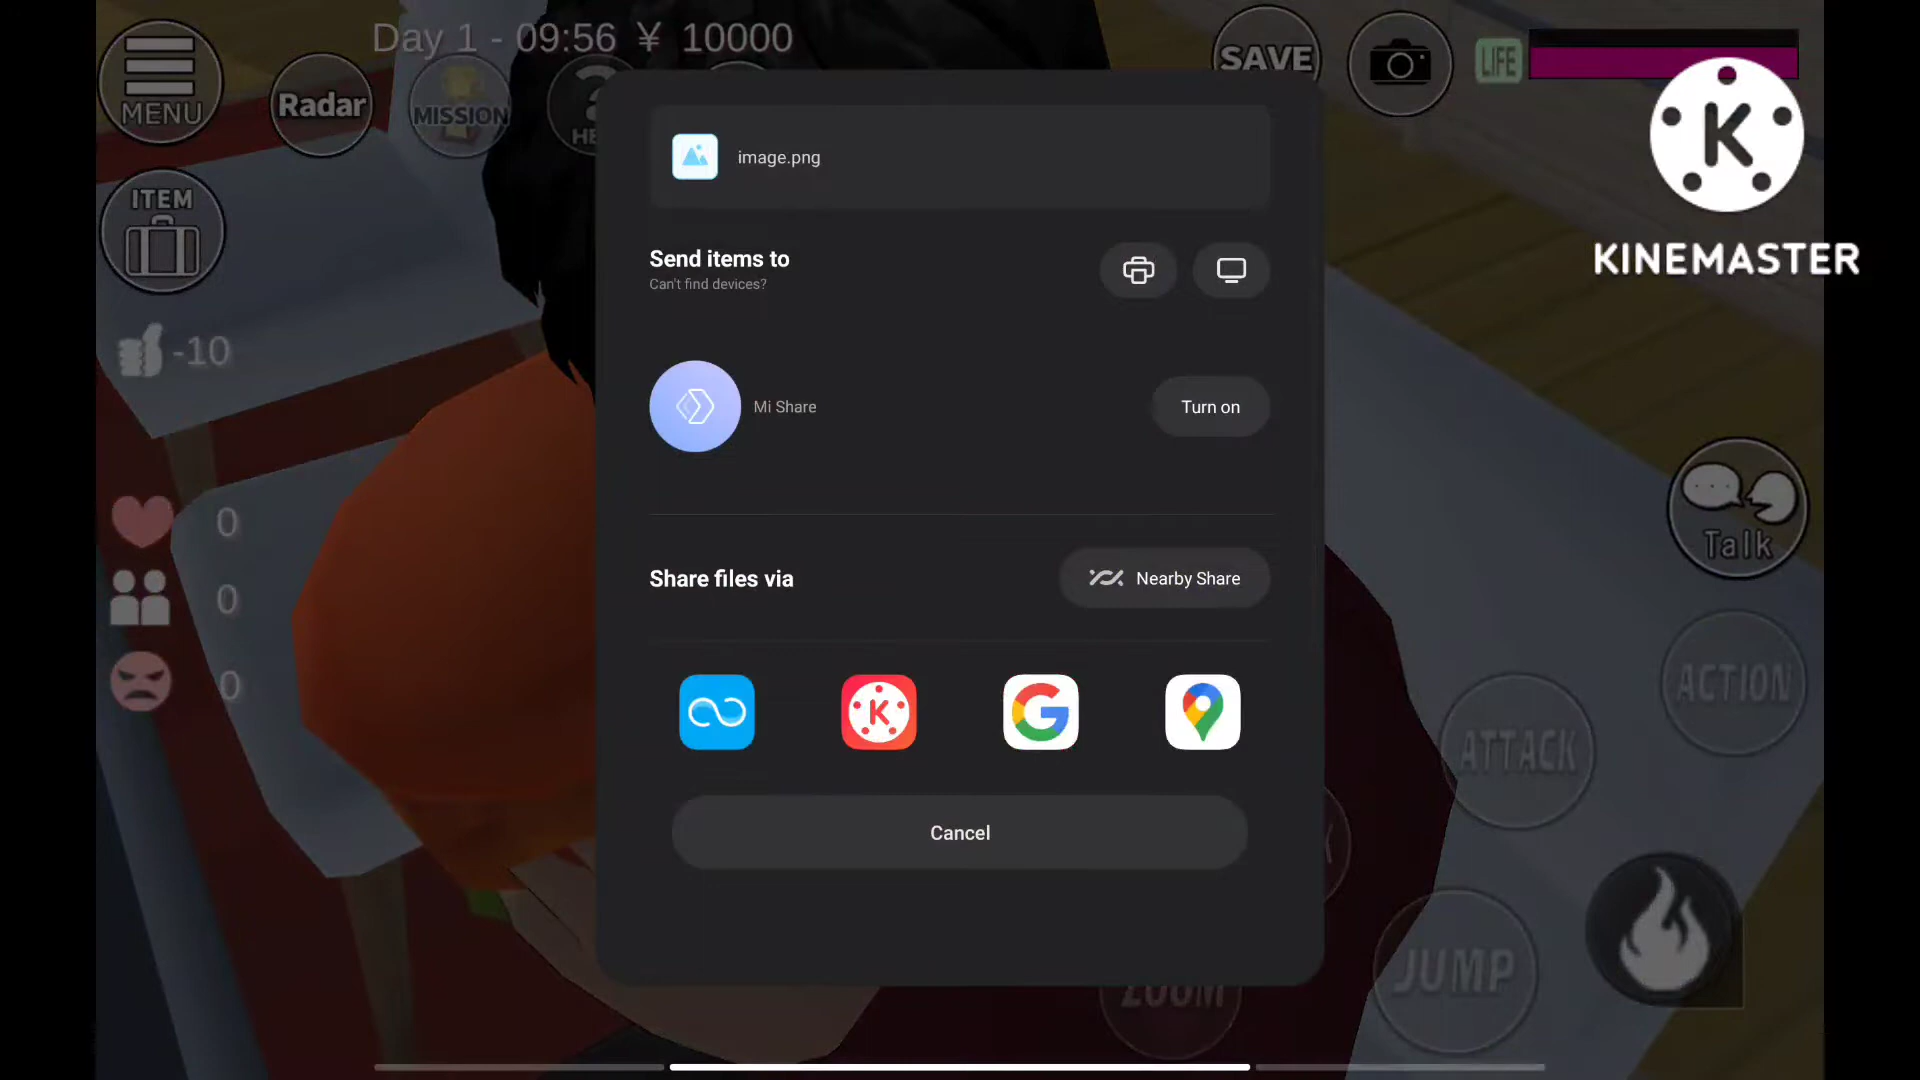 Day 1 - 09:56 ¥ 10000
MENU
Radar
MISSION
SAVE
LIFE
K
KINEMASTER
ITEM
-10
0
0
0
image.png
Send items to
Can't find devices?
Mi Share
Turn on
Share files via
Nearby Share
K
G
Cancel
Talk
ACTION
ATTACK
JUMP
ZOOM